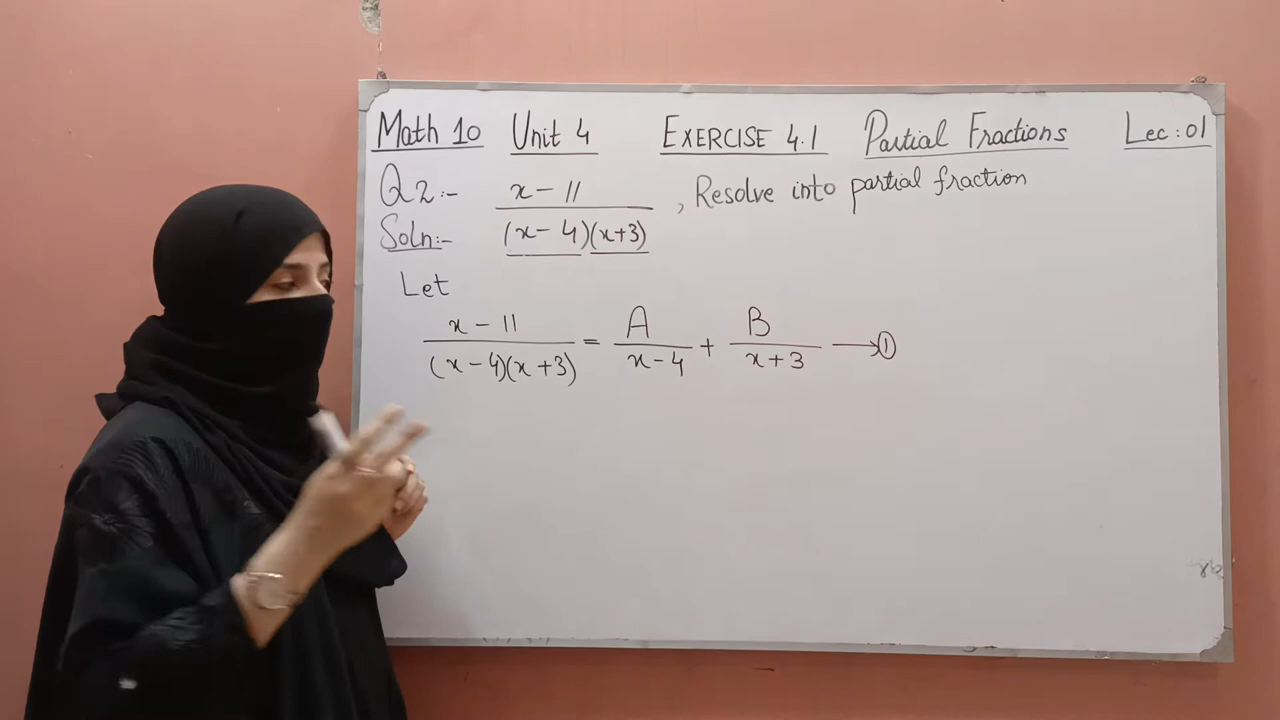 Math 10 Unit 4 EXERCISE 4.1 Partial Fractions Lec:01
Q2:- x-11 / (x-4)(x+3) , Resolve into partial fraction
Soln:-
Let
x-11 / (x-4)(x+3) = A / x-4 + B / x+3 → ①